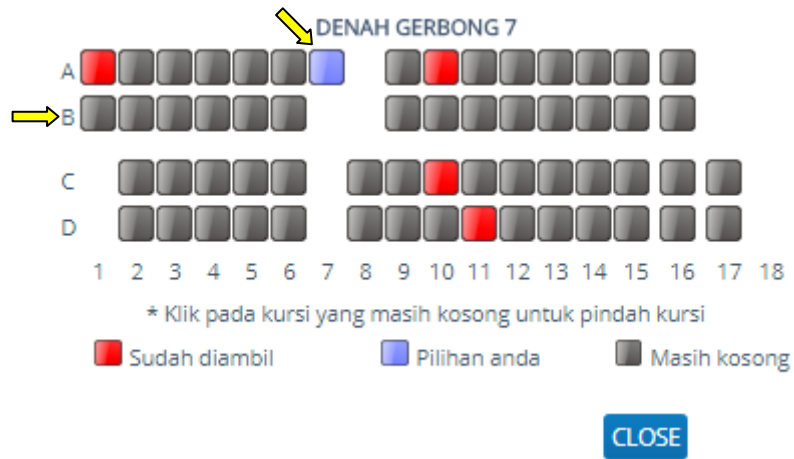 DENAH GERBONG 7
A
B
C
D
1 2 3 4 5 6 7 8 9 10 11 12 13 14 15 16 17 18
* Klik pada kursi yang masih kosong untuk pindah kursi
Sudah diambil Pilihan anda Masih kosong
CLOSE